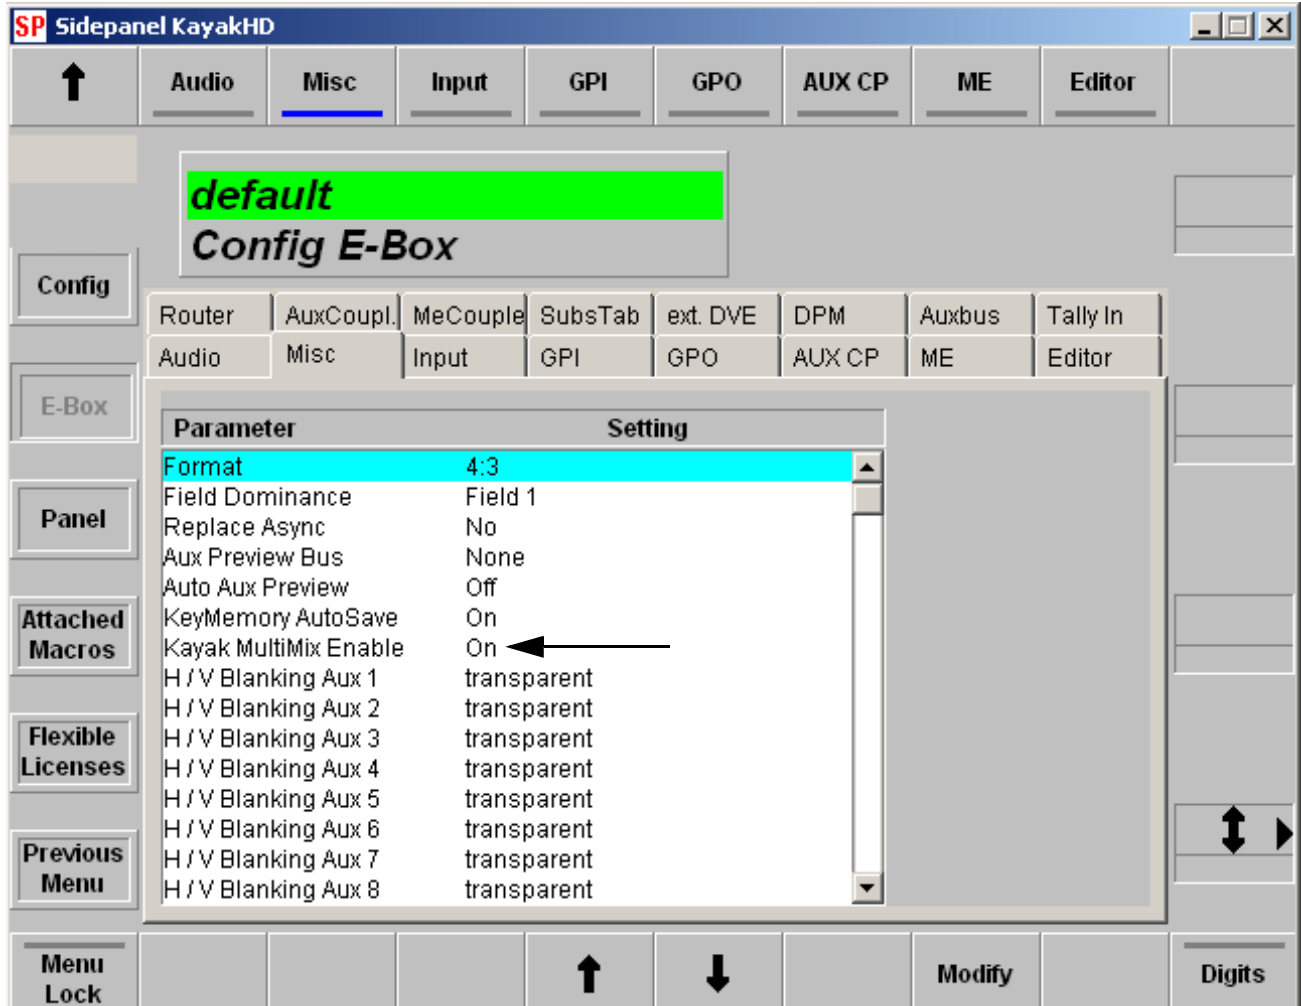 SP Sidepanel KayakHD
Audio Misc Input GPI GPO AUX CP ME Editor
default
Config E-Box
Config
Router AuxCoupl. MeCouple SubsTab ext. DVE DPM Auxbus Tally In
Audio Misc Input GPI GPO AUX CP ME Editor
E-Box
Parameter Setting
Format 4:3
Field Dominance Field 1
Replace Async No
Panel
Aux Preview Bus None
Auto Aux Preview Off
KeyMemory AutoSave On
Attached
Macros
Kayak MultiMix Enable On
H / V Blanking Aux 1 transparent
H / V Blanking Aux 2 transparent
H / V Blanking Aux 3 transparent
Flexible
Licenses
H / V Blanking Aux 4 transparent
H / V Blanking Aux 5 transparent
H / V Blanking Aux 6 transparent
H / V Blanking Aux 7 transparent
H / V Blanking Aux 8 transparent
Previous
Menu
Menu
Lock
Modify
Digits